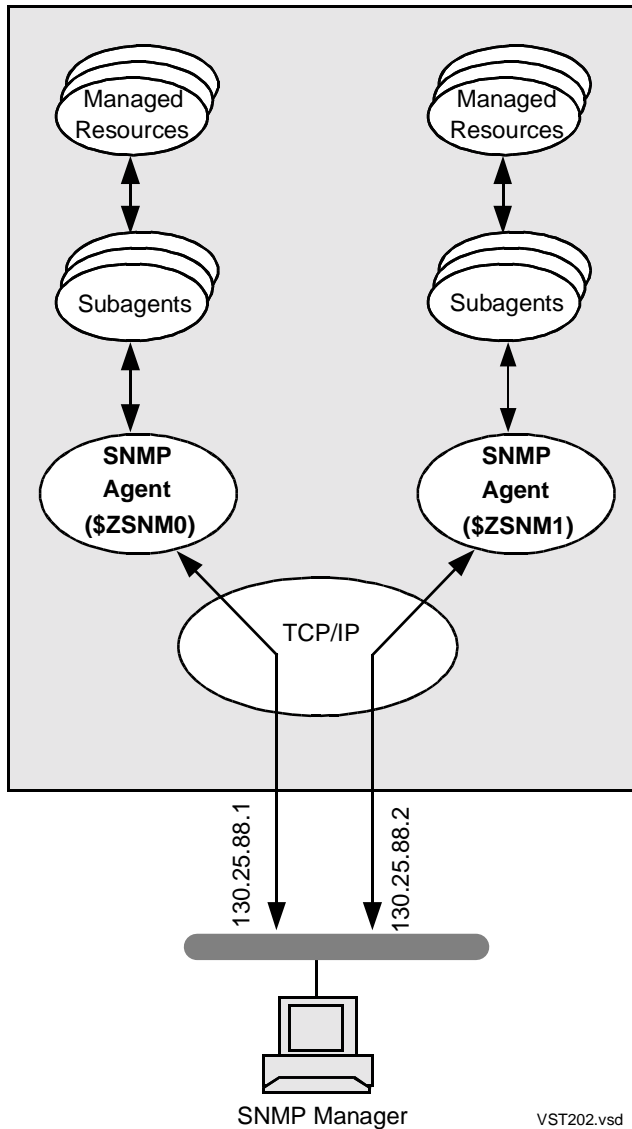 Managed
Resources
Managed
Resources
Subagents
Subagents
SNMP
Agent
($ZSNM0)
SNMP
Agent
($ZSNM1)
TCP/IP
130.25.88.1
130.25.88.2
SNMP Manager
VST202.vsd